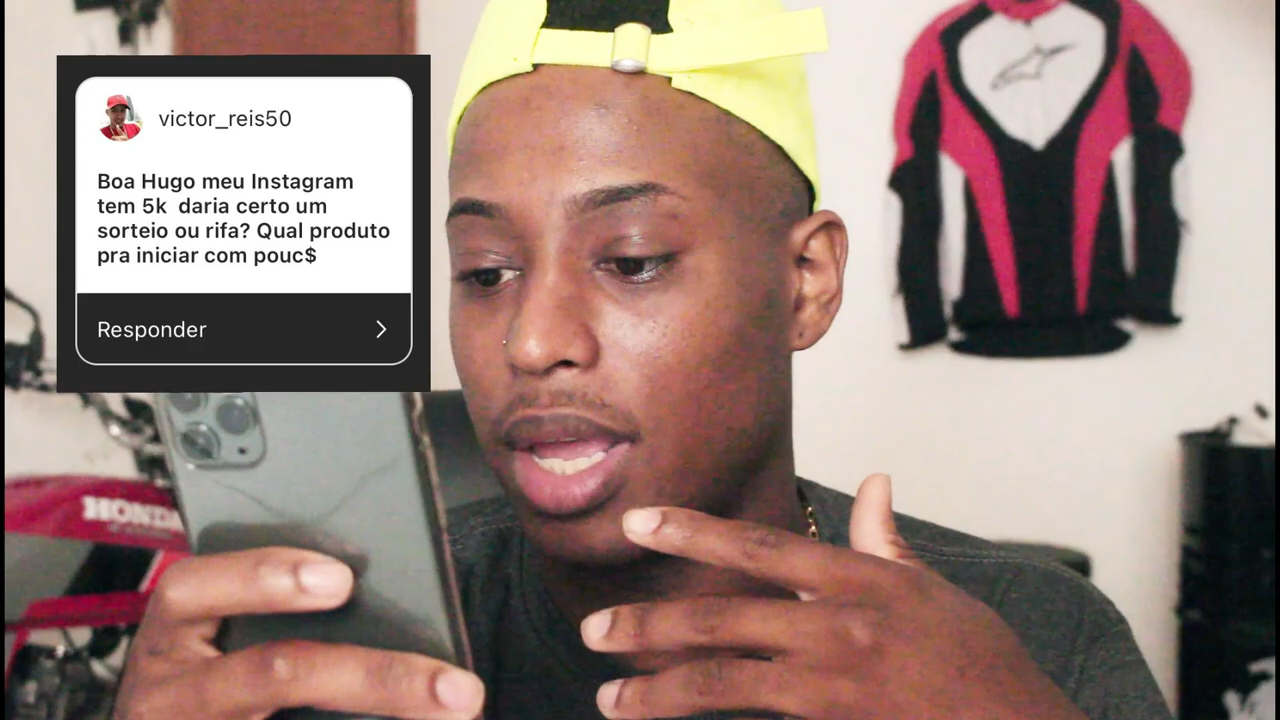 victor_reis50
Boa Hugo meu Instagram
tem 5k  daria certo um
sorteio ou rifa? Qual produto
pra iniciar com pouc$
Responder
HONDA